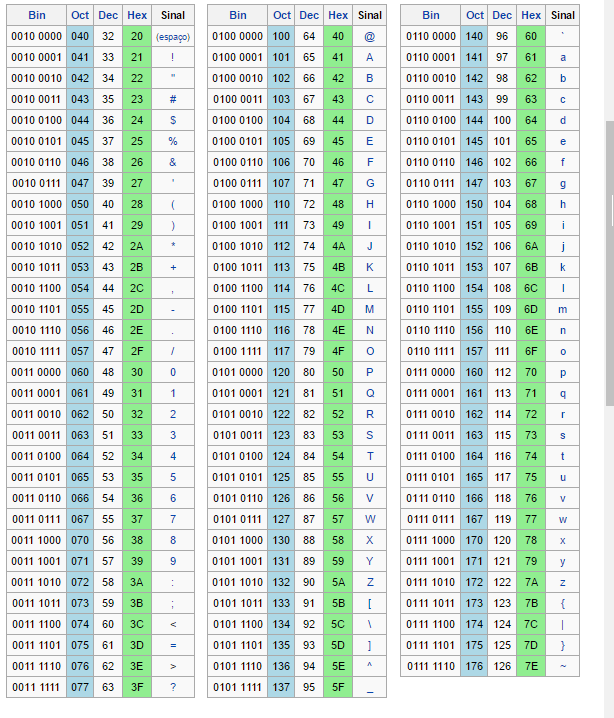 Bin Oct Dec Hex Sinal
0010 0000 040 32 20 (espaço)
0010 0001 041 33 21 !
0010 0010 042 34 22 "
0010 0011 043 35 23 #
0010 0100 044 36 24 $
0010 0101 045 37 25 %
0010 0110 046 38 26 &
0010 0111 047 39 27 '
0010 1000 050 40 28 (
0010 1001 051 41 29 )
0010 1010 052 42 2A *
0010 1011 053 43 2B +
0010 1100 054 44 2C ,
0010 1101 055 45 2D -
0010 1110 056 46 2E .
0010 1111 057 47 2F /
0011 0000 060 48 30 0
0011 0001 061 49 31 1
0011 0010 062 50 32 2
0011 0011 063 51 33 3
0011 0100 064 52 34 4
0011 0101 065 53 35 5
0011 0110 066 54 36 6
0011 0111 067 55 37 7
0011 1000 070 56 38 8
0011 1001 071 57 39 9
0011 1010 072 58 3A :
0011 1011 073 59 3B ;
0011 1100 074 60 3C <
0011 1101 075 61 3D =
0011 1110 076 62 3E >
0011 1111 077 63 3F ?
Bin Oct Dec Hex Sinal
0100 0000 100 64 40 @
0100 0001 101 65 41 A
0100 0010 102 66 42 B
0100 0011 103 67 43 C
0100 0100 104 68 44 D
0100 0101 105 69 45 E
0100 0110 106 70 46 F
0100 0111 107 71 47 G
0100 1000 110 72 48 H
0100 1001 111 73 49 I
0100 1010 112 74 4A J
0100 1011 113 75 4B K
0100 1100 114 76 4C L
0100 1101 115 77 4D M
0100 1110 116 78 4E N
0100 1111 117 79 4F O
0101 0000 120 80 50 P
0101 0001 121 81 51 Q
0101 0010 122 82 52 R
0101 0011 123 83 53 S
0101 0100 124 84 54 T
0101 0101 125 85 55 U
0101 0110 126 86 56 V
0101 0111 127 87 57 W
0101 1000 130 88 58 X
0101 1001 131 89 59 Y
0101 1010 132 90 5A Z
0101 1011 133 91 5B [
0101 1100 134 92 5C \
0101 1101 135 93 5D ]
0101 1110 136 94 5E ^
0101 1111 137 95 5F _
Bin Oct Dec Hex Sinal
0110 0000 140 96 60 `
0110 0001 141 97 61 a
0110 0010 142 98 62 b
0110 0011 143 99 63 c
0110 0100 144 100 64 d
0110 0101 145 101 65 e
0110 0110 146 102 66 f
0110 0111 147 103 67 g
0110 1000 150 104 68 h
0110 1001 151 105 69 i
0110 1010 152 106 6A j
0110 1011 153 107 6B k
0110 1100 154 108 6C l
0110 1101 155 109 6D m
0110 1110 156 110 6E n
0110 1111 157 111 6F o
0111 0000 160 112 70 p
0111 0001 161 113 71 q
0111 0010 162 114 72 r
0111 0011 163 115 73 s
0111 0100 164 116 74 t
0111 0101 165 117 75 u
0111 0110 166 118 76 v
0111 0111 167 119 77 w
0111 1000 170 120 78 x
0111 1001 171 121 79 y
0111 1010 172 122 7A z
0111 1011 173 123 7B {
0111 1100 174 124 7C |
0111 1101 175 125 7D }
0111 1110 176 126 7E ~